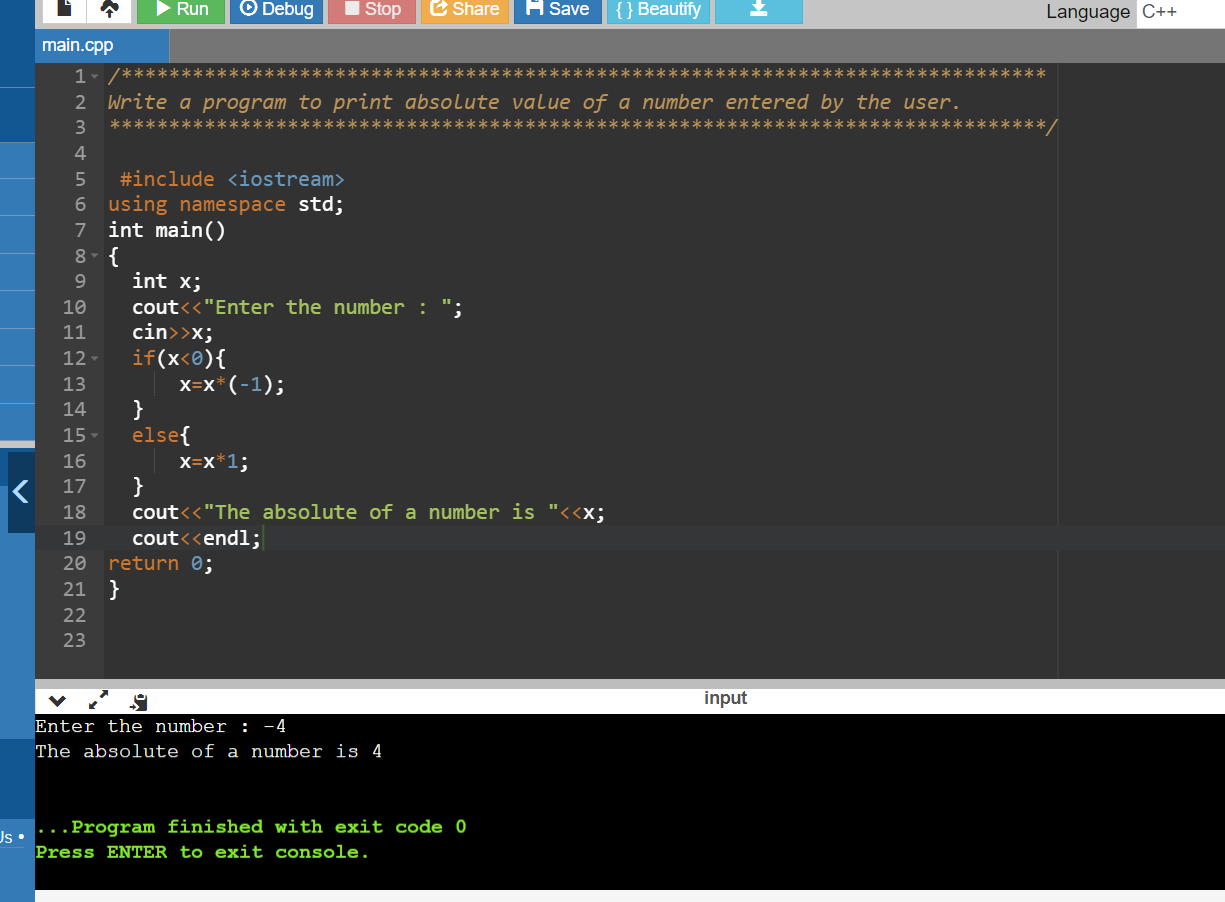 Run Debug Stop Share Save { } Beautify Language C++
main.cpp
1 /******************************************************************************
2 Write a program to print absolute value of a number entered by the user.
3 *******************************************************************************/
4
5 #include <iostream>
6 using namespace std;
7 int main()
8 {
9 int x;
10 cout<<"Enter the number : ";
11 cin>>x;
12 if(x<0){
13 x=x*(-1);
14 }
15 else{
16 x=x*1;
17 }
18 cout<<"The absolute of a number is "<<x;
19 cout<<endl;
20 return 0;
21 }
22
23
input
Enter the number : -4
The absolute of a number is 4
...Program finished with exit code 0
Press ENTER to exit console.